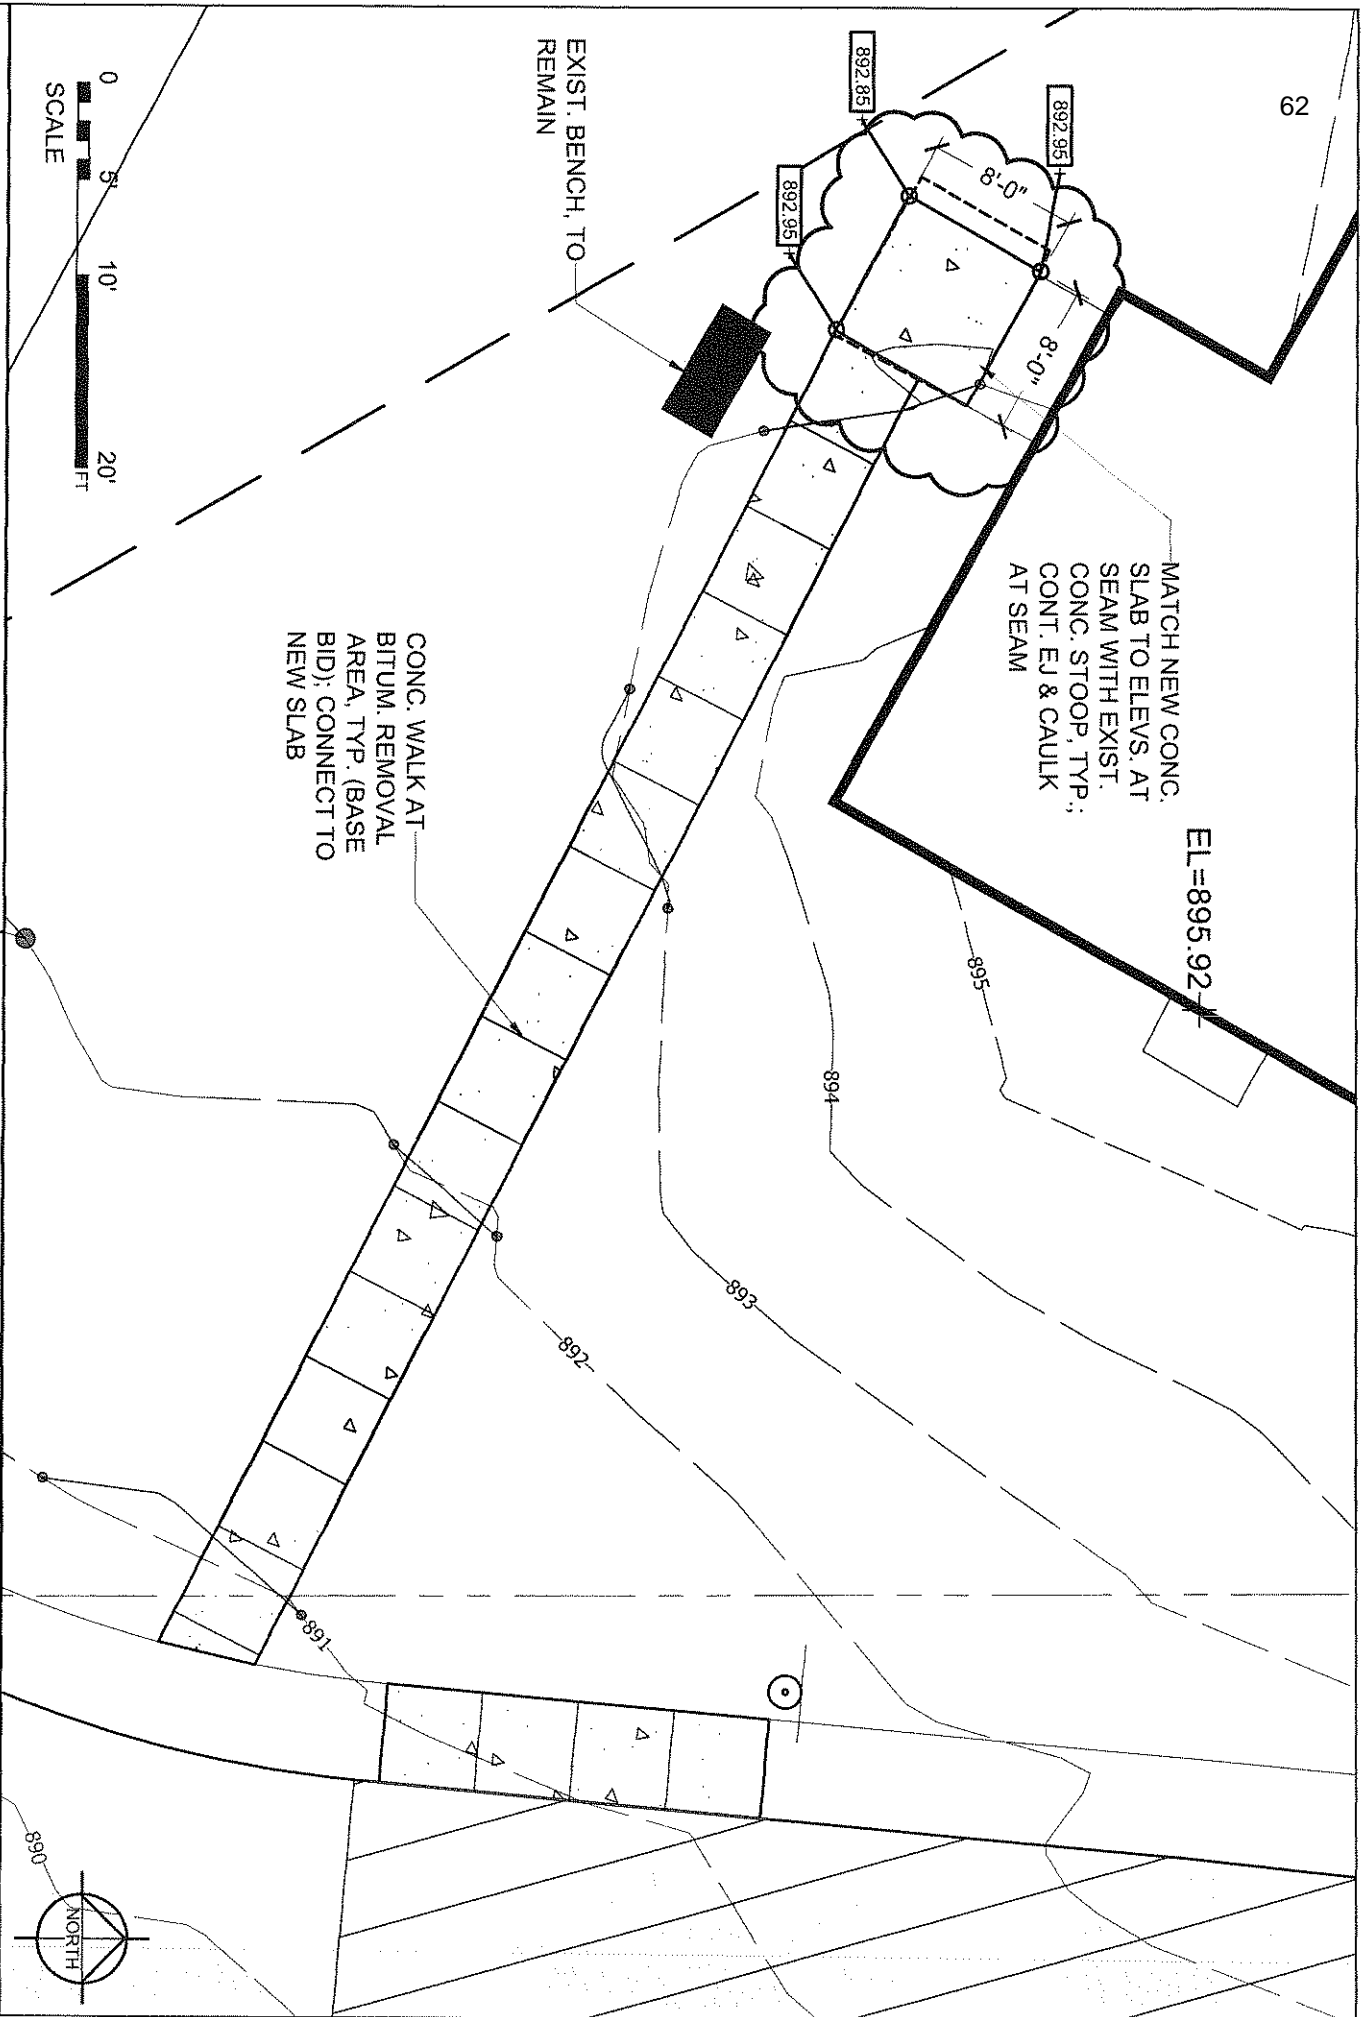 62
892.85
892.95
892.95
8'-0"
8'-0"
EXIST. BENCH, TO
REMAIN
0
5'
10'
20'
FT
SCALE
MATCH NEW CONC.
SLAB TO ELEVS. AT
SEAM WITH EXIST.
CONC. STOOP, TYP.;
CONT. EJ & CAULK
AT SEAM
EL=895.92
CONC. WALK AT
BITUM. REMOVAL
AREA, TYP. (BASE
BID); CONNECT TO
NEW SLAB
895
894
893
892
891
890
NORTH